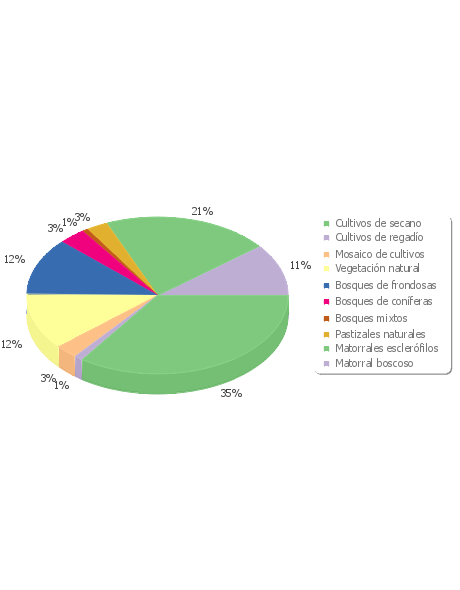 21%
3%
1%
3%
12%
11%
12%
3%
1%
35%
Cultivos de secano
Cultivos de regadío
Mosaico de cultivos
Vegetación natural
Bosques de frondosas
Bosques de coníferas
Bosques mixtos
Pastizales naturales
Matorrales esclerófilos
Matorral boscoso